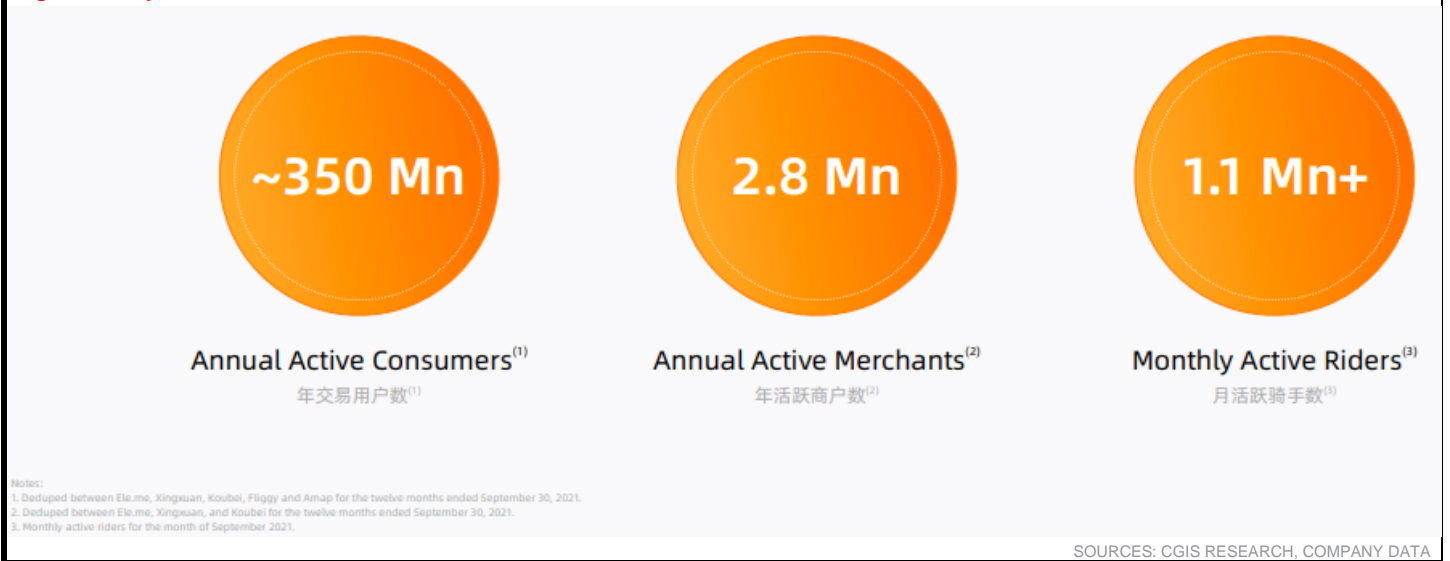 ~350 Mn
2.8 Mn
1.1 Mn+
Annual Active Consumers(1)
Annual Active Merchants(2)
Monthly Active Riders(3)
年交易用户数(1)
年活跃商户数(2)
月活跃骑手数(3)
Notes:
1. Deduped between Ele.me, Xingxuan, Koubei, Fliggy and Amap for the twelve months ended September 30, 2021.
2. Deduped between Ele.me, Xingxuan, and Koubei for the twelve months ended September 30, 2021.
3. Monthly active riders for the month of September 2021.
SOURCES: CGIS RESEARCH, COMPANY DATA